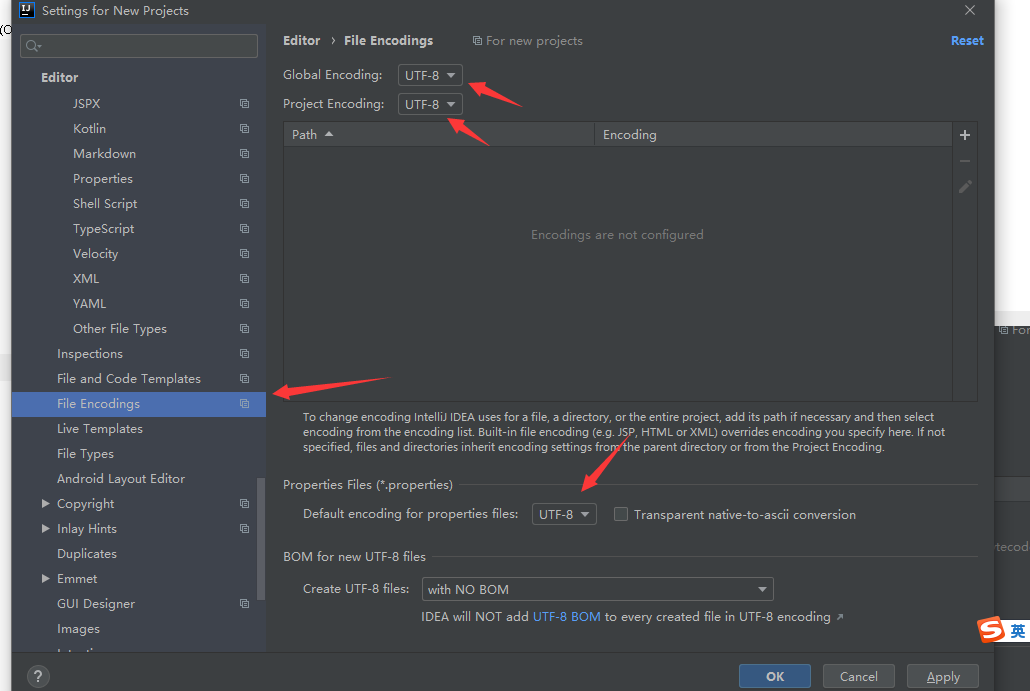 IJ Settings for New Projects
(O
Editor › File Encodings For new projects Reset
Editor
JSPX
Kotlin
Markdown
Properties
Shell Script
TypeScript
Velocity
XML
YAML
Other File Types
Inspections
File and Code Templates
File Encodings
Live Templates
File Types
Android Layout Editor
Copyright
Inlay Hints
Duplicates
Emmet
GUI Designer
Images
Global Encoding: UTF-8
Project Encoding: UTF-8
Path Encoding
Encodings are not configured
To change encoding IntelliJ IDEA uses for a file, a directory, or the entire project, add its path if necessary and then select
encoding from the encoding list. Built-in file encoding (e.g. JSP, HTML or XML) overrides encoding you specify here. If not
specified, files and directories inherit encoding settings from the parent directory or from the Project Encoding.
Properties Files (*.properties)
Default encoding for properties files: UTF-8 Transparent native-to-ascii conversion
BOM for new UTF-8 files
Create UTF-8 files: with NO BOM
IDEA will NOT add UTF-8 BOM to every created file in UTF-8 encoding ↗
? OK Cancel Apply
For
ytecod
S 英